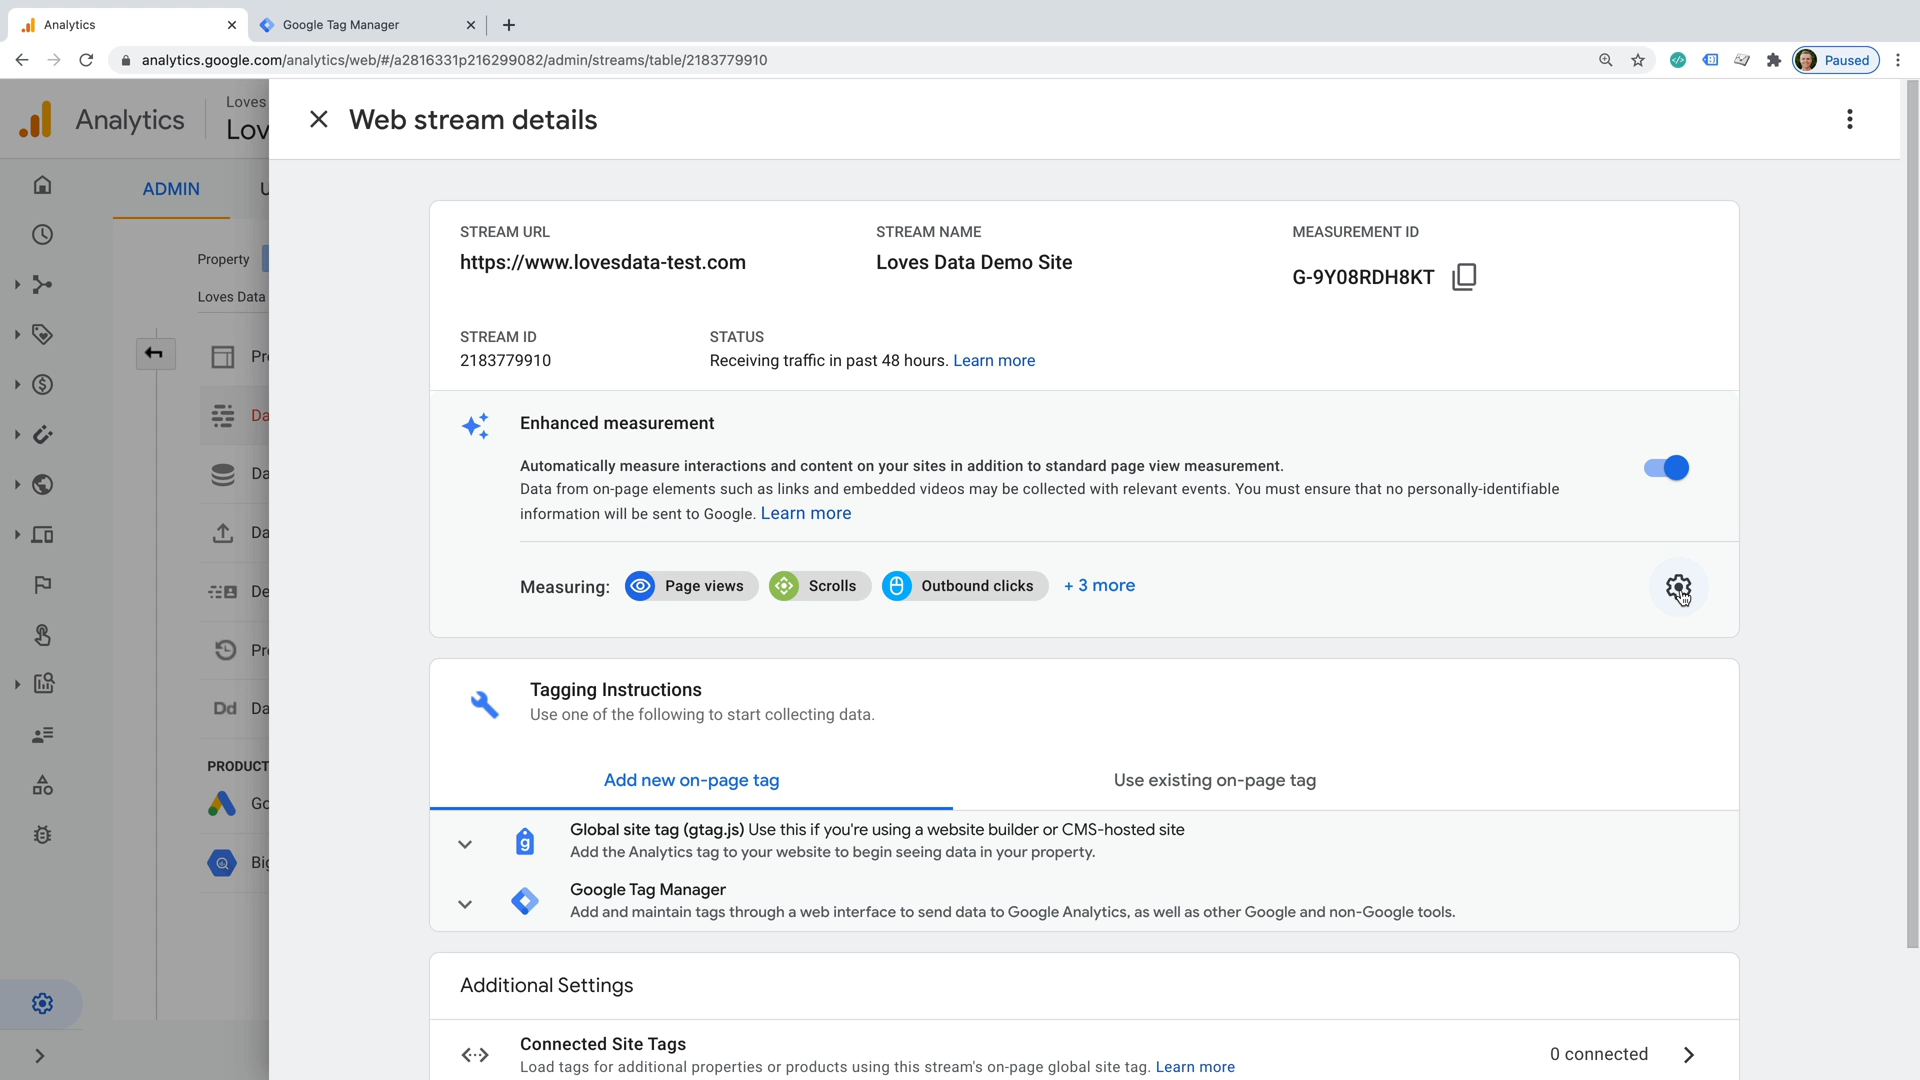 Analytics
Google Tag Manager
analytics.google.com/analytics/web/#/a2816331p216299082/admin/streams/table/2183779910
Paused
Analytics
Loves
Lov
Web stream details
ADMIN
U
Property
Loves Data
Pr
Da
Da
Da
De
Pr
Dd
Da
PRODUCT
Go
Big
STREAM URL
STREAM NAME
MEASUREMENT ID
https://www.lovesdata-test.com
Loves Data Demo Site
G-9Y08RDH8KT
STREAM ID
STATUS
2183779910
Receiving traffic in past 48 hours. Learn more
Enhanced measurement
Automatically measure interactions and content on your sites in addition to standard page view measurement.
Data from on-page elements such as links and embedded videos may be collected with relevant events. You must ensure that no personally-identifiable
information will be sent to Google. Learn more
Measuring:
Page views
Scrolls
Outbound clicks
+ 3 more
Tagging Instructions
Use one of the following to start collecting data.
Add new on-page tag
Use existing on-page tag
Global site tag (gtag.js) Use this if you're using a website builder or CMS-hosted site
Add the Analytics tag to your website to begin seeing data in your property.
Google Tag Manager
Add and maintain tags through a web interface to send data to Google Analytics, as well as other Google and non-Google tools.
Additional Settings
Connected Site Tags
Load tags for additional properties or products using this stream's on-page global site tag. Learn more
0 connected